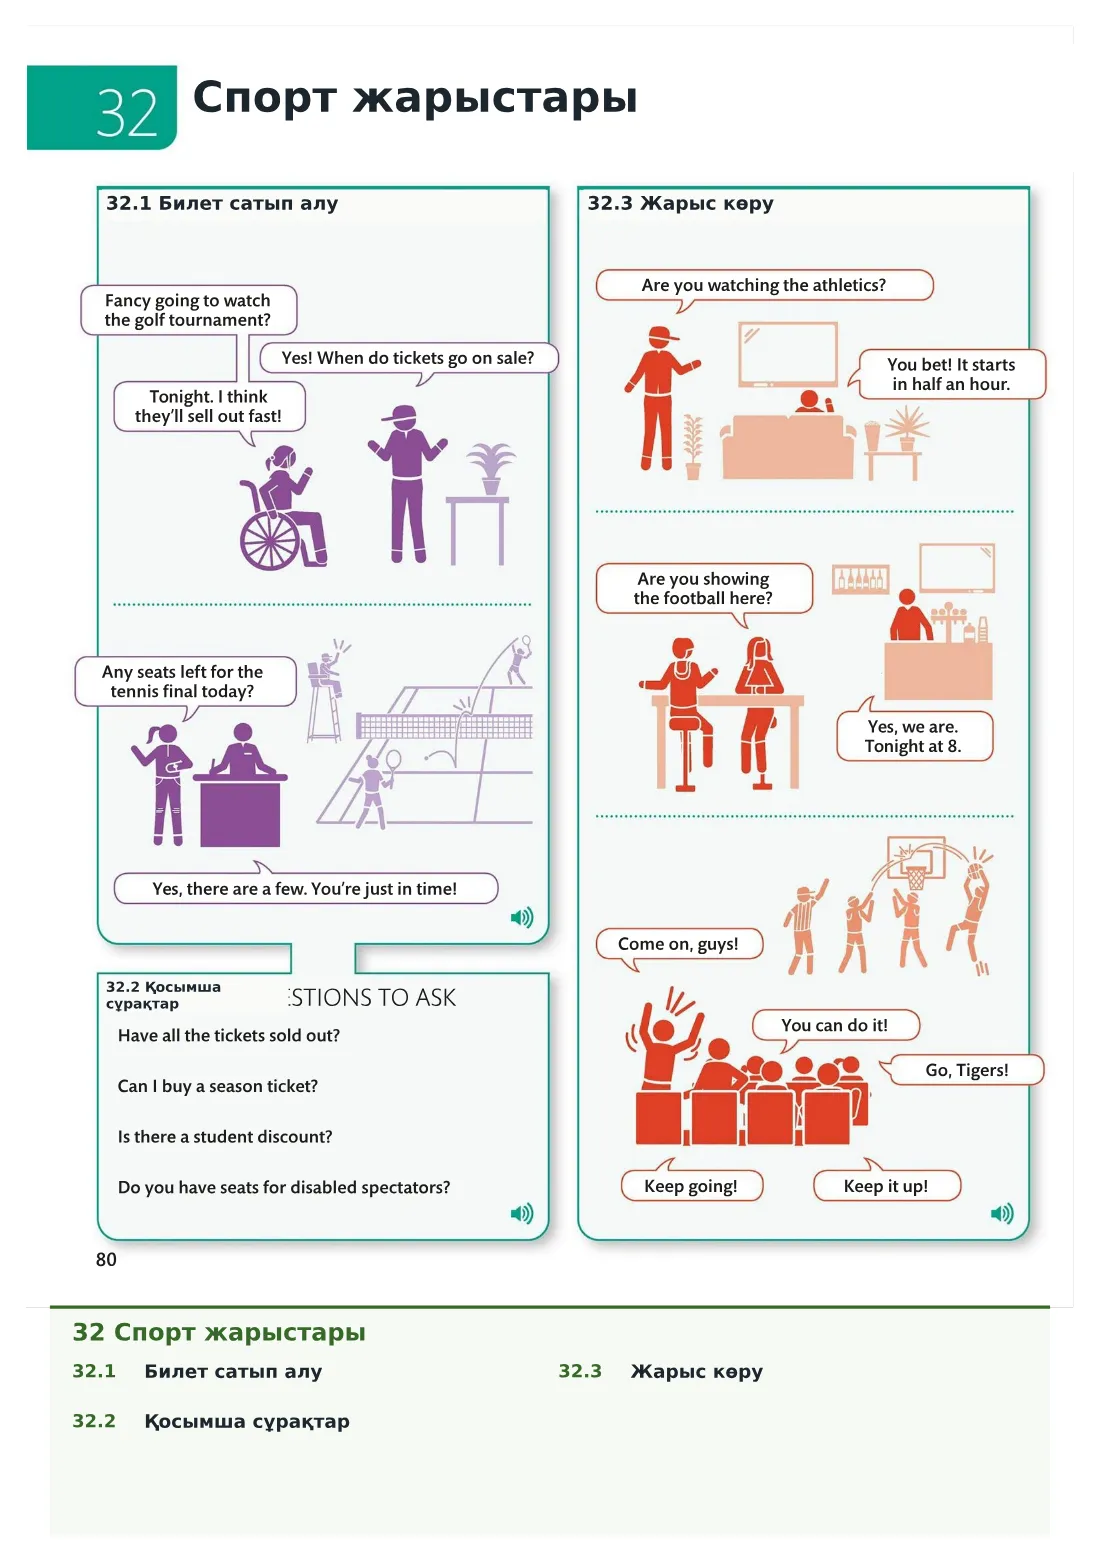 32
Спорт жарыстары
32.1 Билет сатып алу
Fancy going to watch
the golf tournament?
Yes! When do tickets go on sale?
Tonight. I think
they’ll sell out fast!
Any seats left for the
tennis final today?
Yes, there are a few. You’re just in time!
32.2 Қосымша
сұрақтар
STIONS TO ASK
Have all the tickets sold out?
Can I buy a season ticket?
Is there a student discount?
Do you have seats for disabled spectators?
32.3 Жарыс көру
Are you watching the athletics?
You bet! It starts
in half an hour.
Are you showing
the football here?
Yes, we are.
Tonight at 8.
Come on, guys!
You can do it!
Go, Tigers!
Keep going!
Keep it up!
80
32 Спорт жарыстары
32.1 Билет сатып алу
32.2 Қосымша сұрақтар
32.3 Жарыс көру